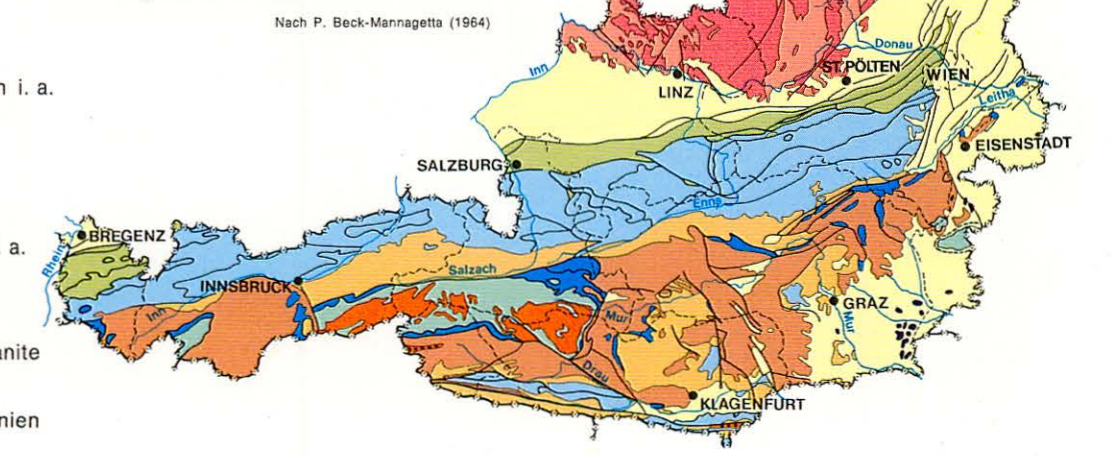 Nach P. Beck-Mannagetta (1964)
i. a.
a.
nite
nien
Donau
ST. PÖLTEN
WIEN
Inn
LINZ
Leitha
EISENSTADT
SALZBURG
Enns
BREGENZ
Rhein
Salzach
INNSBRUCK
Inn
Mur
GRAZ
Mur
Drau
KLAGENFURT